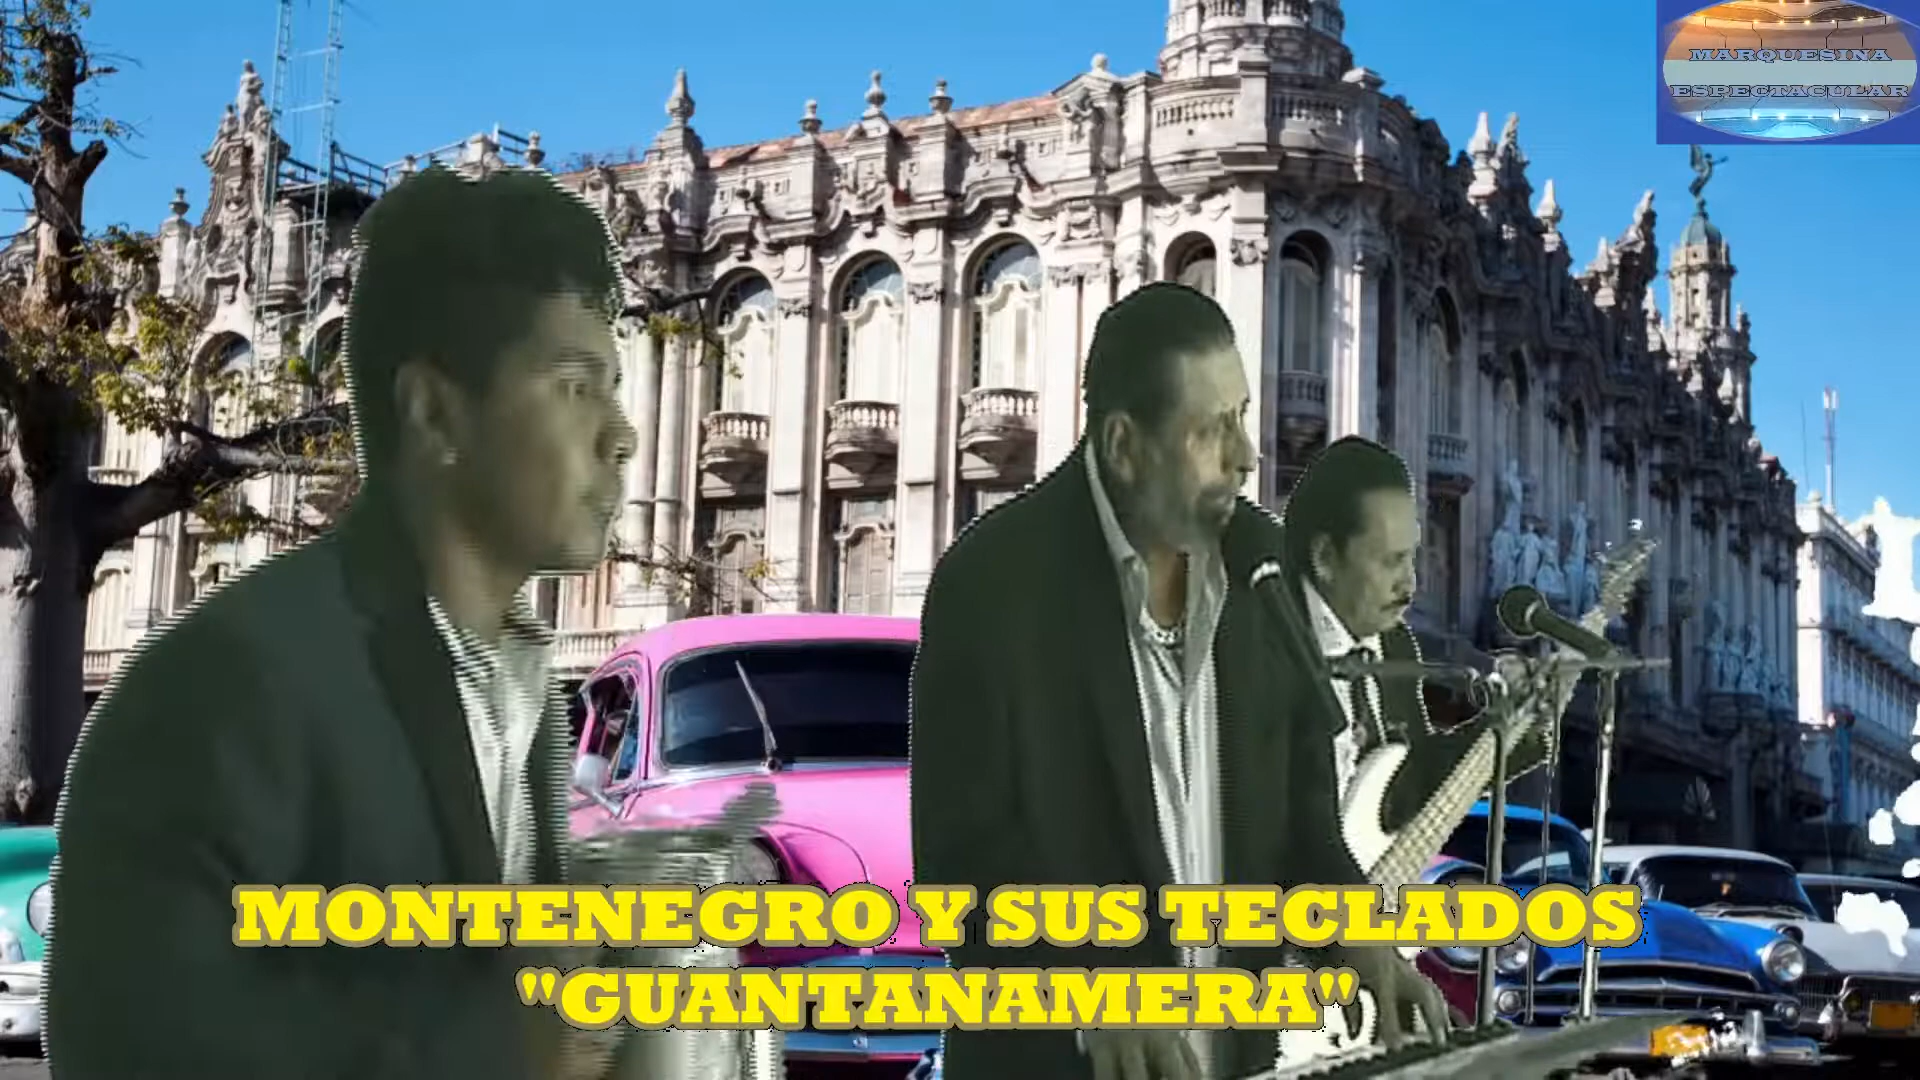 MARQUESINA
ESPECTACULAR
MONTENEGRO Y SUS TECLADOS
"GUANTANAMERA"